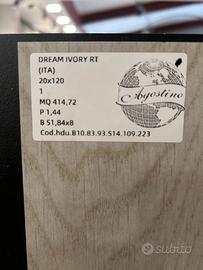 DREAM IVORY RT
(ITA)
20x120
1
MQ 414,72
P 1,44
B 51,84x8
Cod.hdu.B10.83.93.514.109.223
Agostino
subito